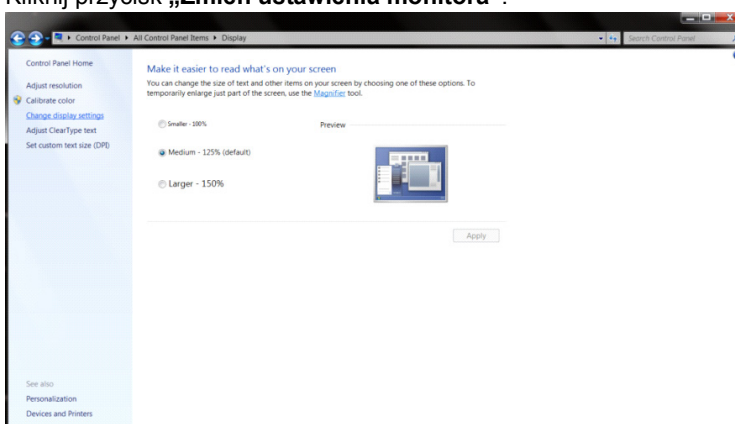 Kliknij przycisk „Zmień ustawienia monitora”.
Control Panel ▸ All Control Panel Items ▸ Display
Search Control Panel
Control Panel Home
Adjust resolution
Calibrate color
Change display settings
Adjust ClearType text
Set custom text size (DPI)
Make it easier to read what's on your screen
You can change the size of text and other items on your screen by choosing one of these options. To
temporarily enlarge just part of the screen, use the Magnifier tool.
Smaller - 100%
Preview
Medium - 125% (default)
Larger - 150%
Apply
See also
Personalization
Devices and Printers